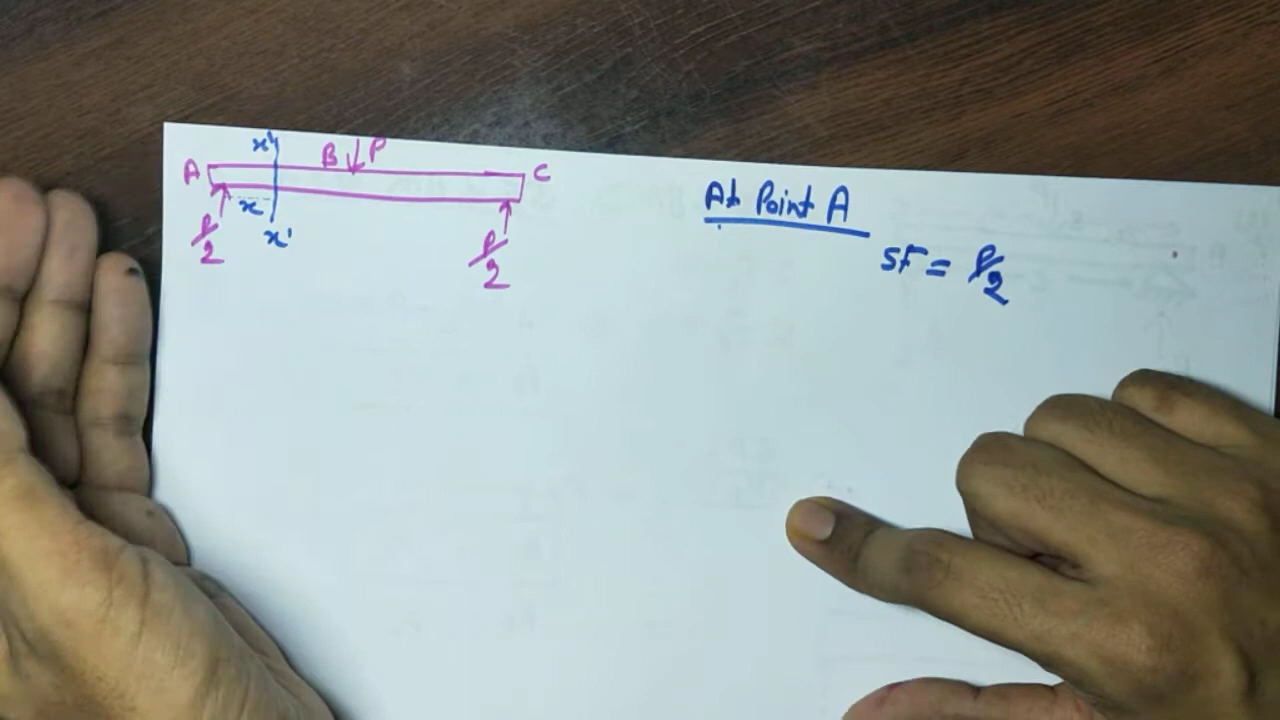 x'
B P
A C
x
x'
P/2
P/2
At Point A
SF = P/2